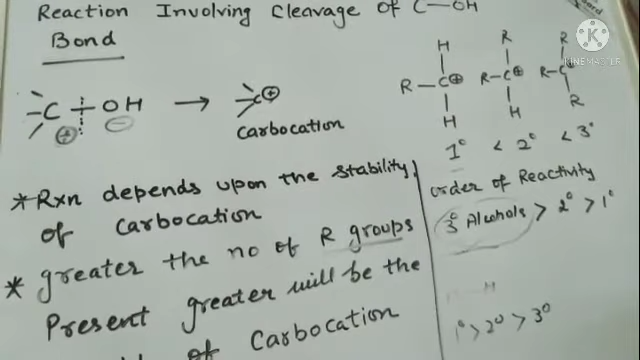 Reaction Involving Cleavage of C—OH
Bond
C OH → C⊕
⊕ ⊖
Carbocation
H R R
R—C⊕ R—C⊕ R—C⊕
H H R
1° < 2° < 3°
* Rxn depends upon the stability
of carbocation
* greater the no of R groups
Present greater will be the
of Carbocation
order of Reactivity
3° Alcohols > 2° > 1°
H
1° > 2° > 3°
KINEMASTER